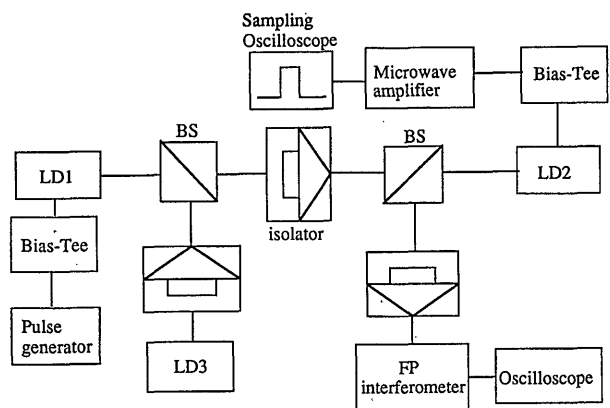 Sampling
Oscilloscope
Microwave
amplifier
Bias-Tee
BS
BS
LD1
LD2
isolator
Bias-Tee
Pulse
generator
LD3
FP
interferometer
Oscilloscope